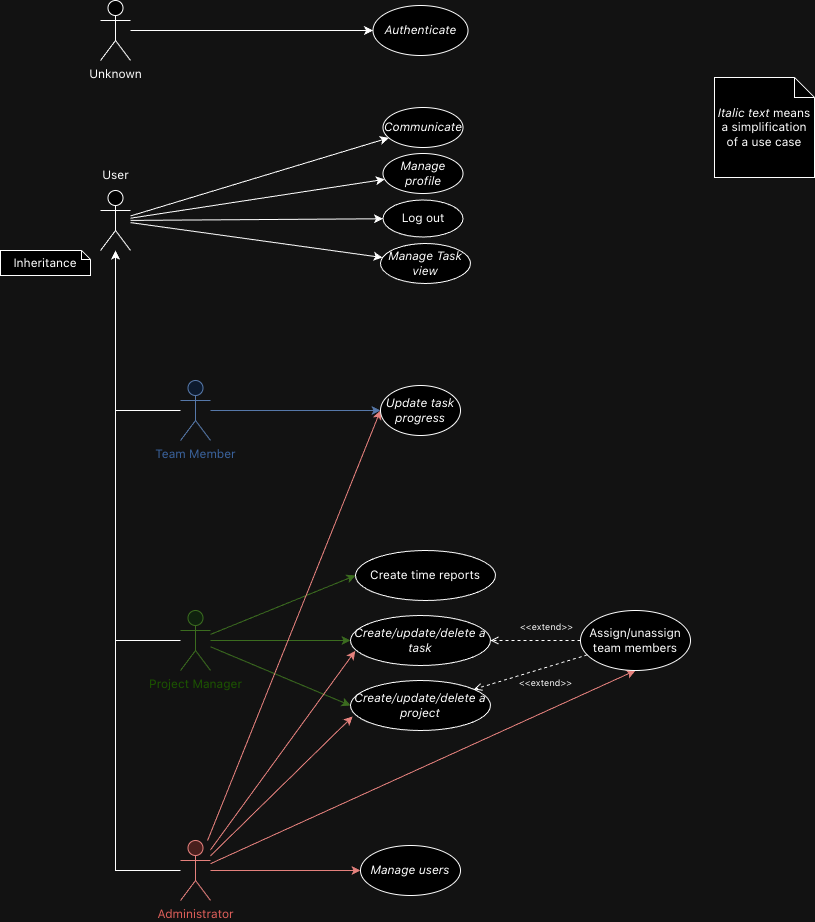 Authenticate
Unknown
Italic text means
a simplification
of a use case
Communicate
Manage
profile
User
Log out
Inheritance
Manage Task
view
Update task
progress
Team Member
Create time reports
<<extend>>
Create/update/delete a
task
Assign/unassign
team members
Project Manager
<<extend>>
Create/update/delete a
project
Manage users
Administrator